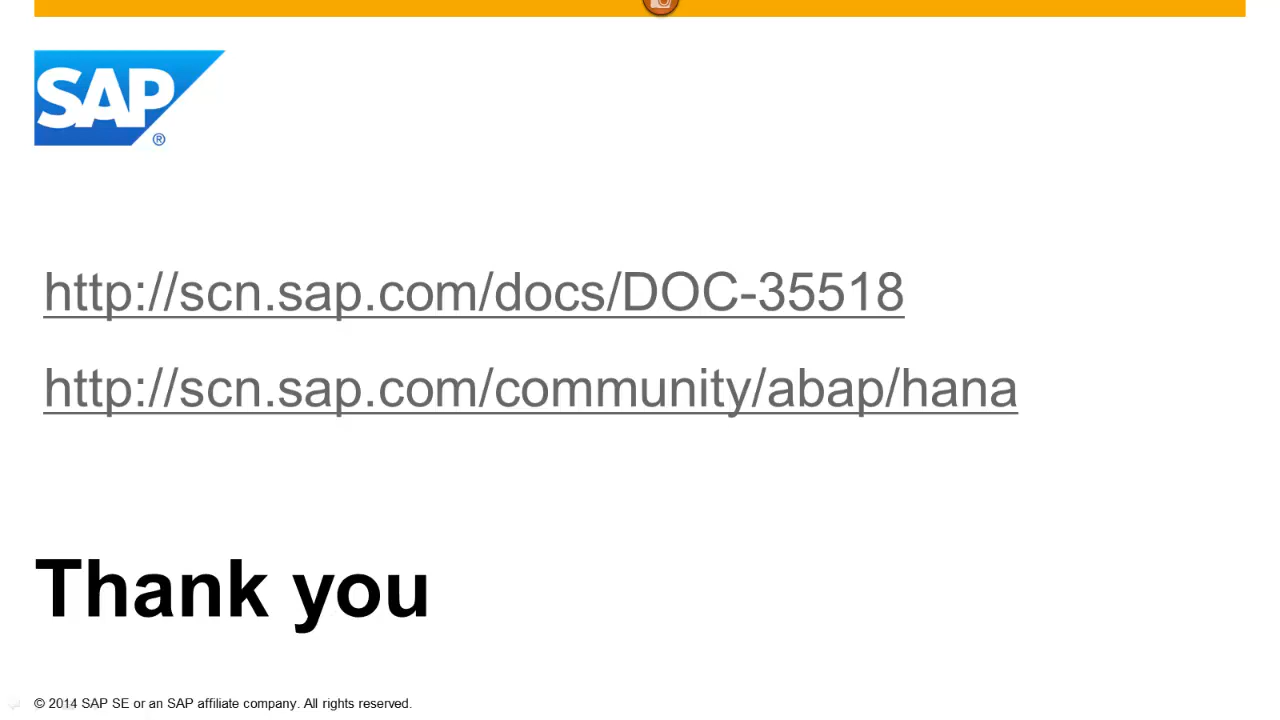 SAP ®
http://scn.sap.com/docs/DOC-35518
http://scn.sap.com/community/abap/hana
Thank you
© 2014 SAP SE or an SAP affiliate company. All rights reserved.